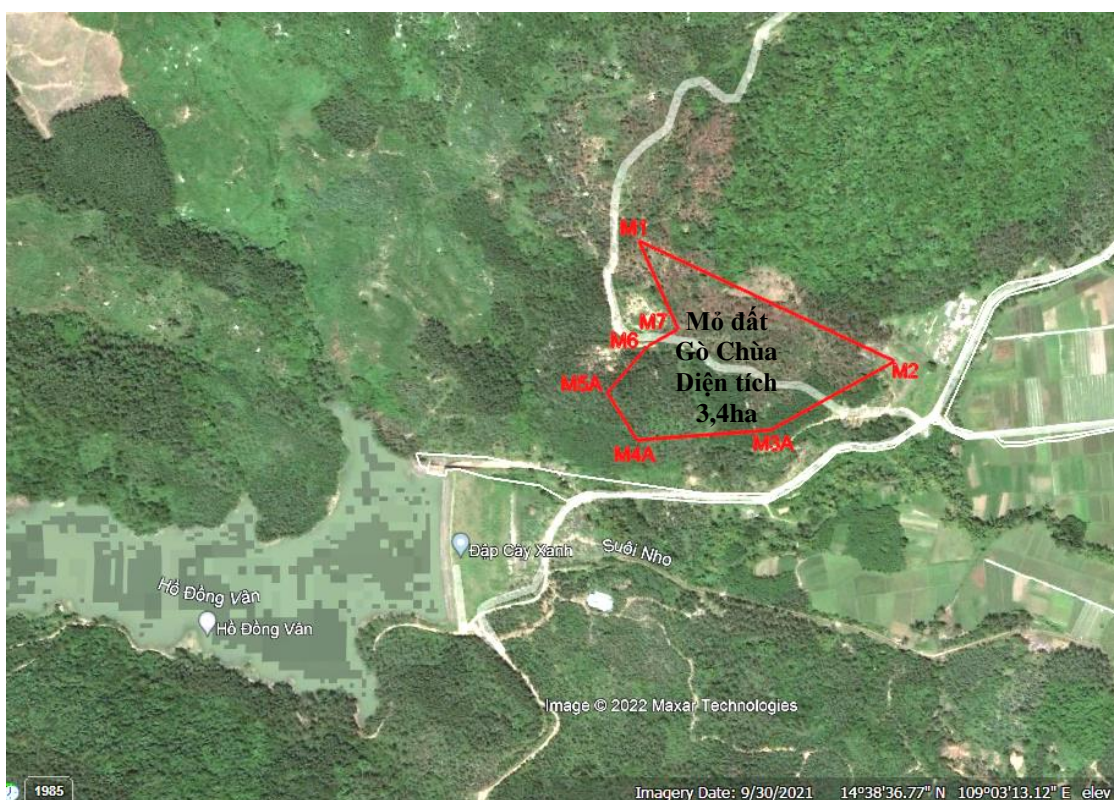 M1
M7
Mỏ đất
M6
Gò Chùa
M2
M5A
Diện tích
3,4ha
M3A
M4A
Đập Cây Xanh
Suối Nho
Hồ Đồng Vân
Hồ Đồng Vân
Image © 2022 Maxar Technologies
1985
Imagery Date: 9/30/2021 14°38'36.77" N 109°03'13.12" E elev